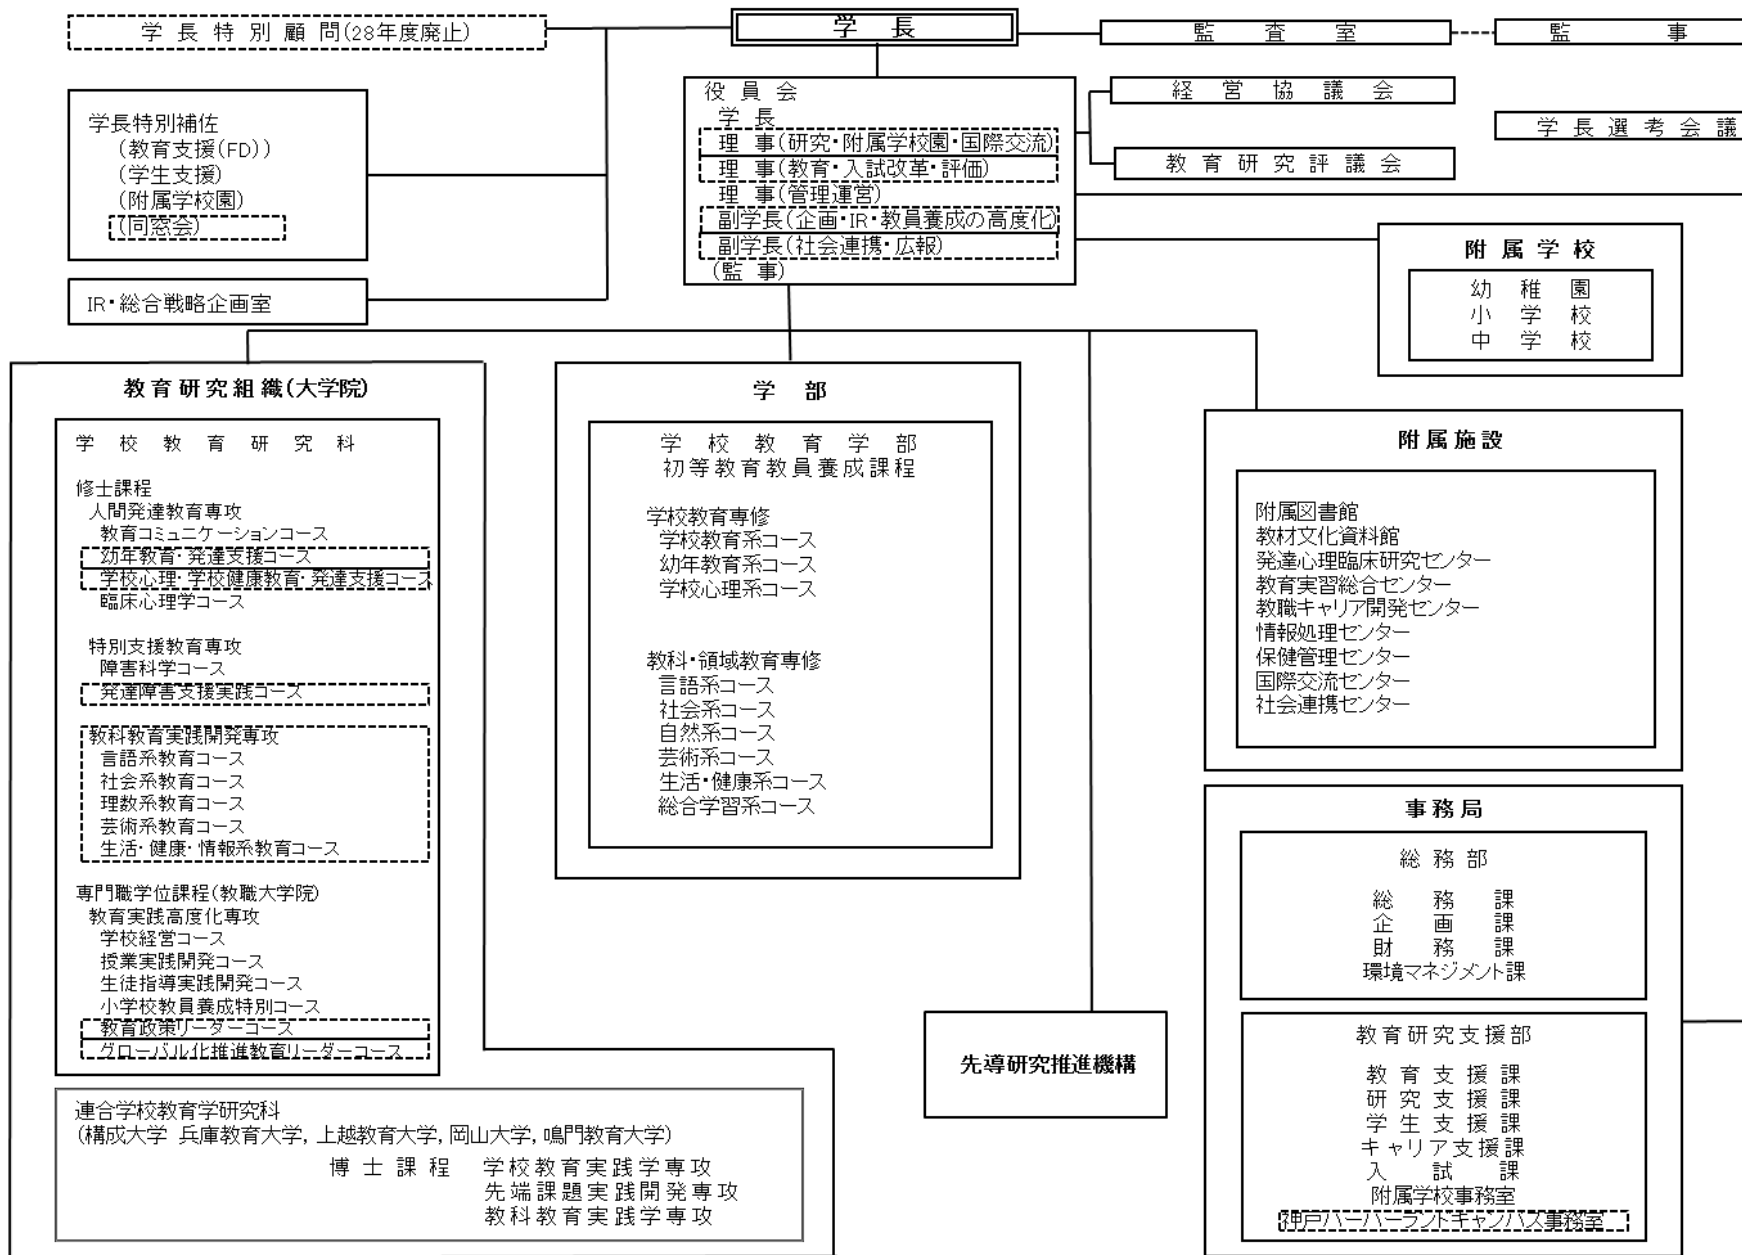 学長特別顧問(28年度廃止)
学長
監査室
監事
学長特別補佐
(教育支援(FD))
(学生支援)
(附属学校園)
(同窓会)
IR・総合戦略企画室
役員会
学長
理事(研究・附属学校園・国際交流)
理事(教育・入試改革・評価)
理事(管理運営)
副学長(企画・IR・教員養成の高度化)
副学長(社会連携・広報)
(監事)
経営協議会
学長選考会議
教育研究評議会
附属学校
幼稚園
小学校
中学校
教育研究組織(大学院)
学校教育研究科
修士課程
人間発達教育専攻
教育コミュニケーションコース
幼年教育・発達支援コース
学校心理・学校健康教育・発達支援コース
臨床心理学コース
特別支援教育専攻
障害科学コース
発達障害支援実践コース
教科教育実践開発専攻
言語系教育コース
社会系教育コース
理数系教育コース
芸術系教育コース
生活・健康・情報系教育コース
専門職学位課程(教職大学院)
教育実践高度化専攻
学校経営コース
授業実践開発コース
生徒指導実践開発コース
小学校教員養成特別コース
教育政策リーダーコース
グローバル化推進教育リーダーコース
連合学校教育学研究科
(構成大学 兵庫教育大学, 上越教育大学, 岡山大学, 鳴門教育大学)
博士課程 学校教育実践学専攻
先端課題実践開発専攻
教科教育実践学専攻
学部
学校教育学部
初等教育教員養成課程
学校教育専修
学校教育系コース
幼年教育系コース
学校心理系コース
教科・領域教育専修
言語系コース
社会系コース
自然系コース
芸術系コース
生活・健康系コース
総合学習系コース
先導研究推進機構
附属施設
附属図書館
教材文化資料館
発達心理臨床研究センター
教育実習総合センター
教職キャリア開発センター
情報処理センター
保健管理センター
国際交流センター
社会連携センター
事務局
総務部
総務課
企画課
財務課
環境マネジメント課
教育研究支援部
教育支援課
研究支援課
学生支援課
キャリア支援課
入試課
附属学校事務室
神戸ハーバーランドキャンパス事務室